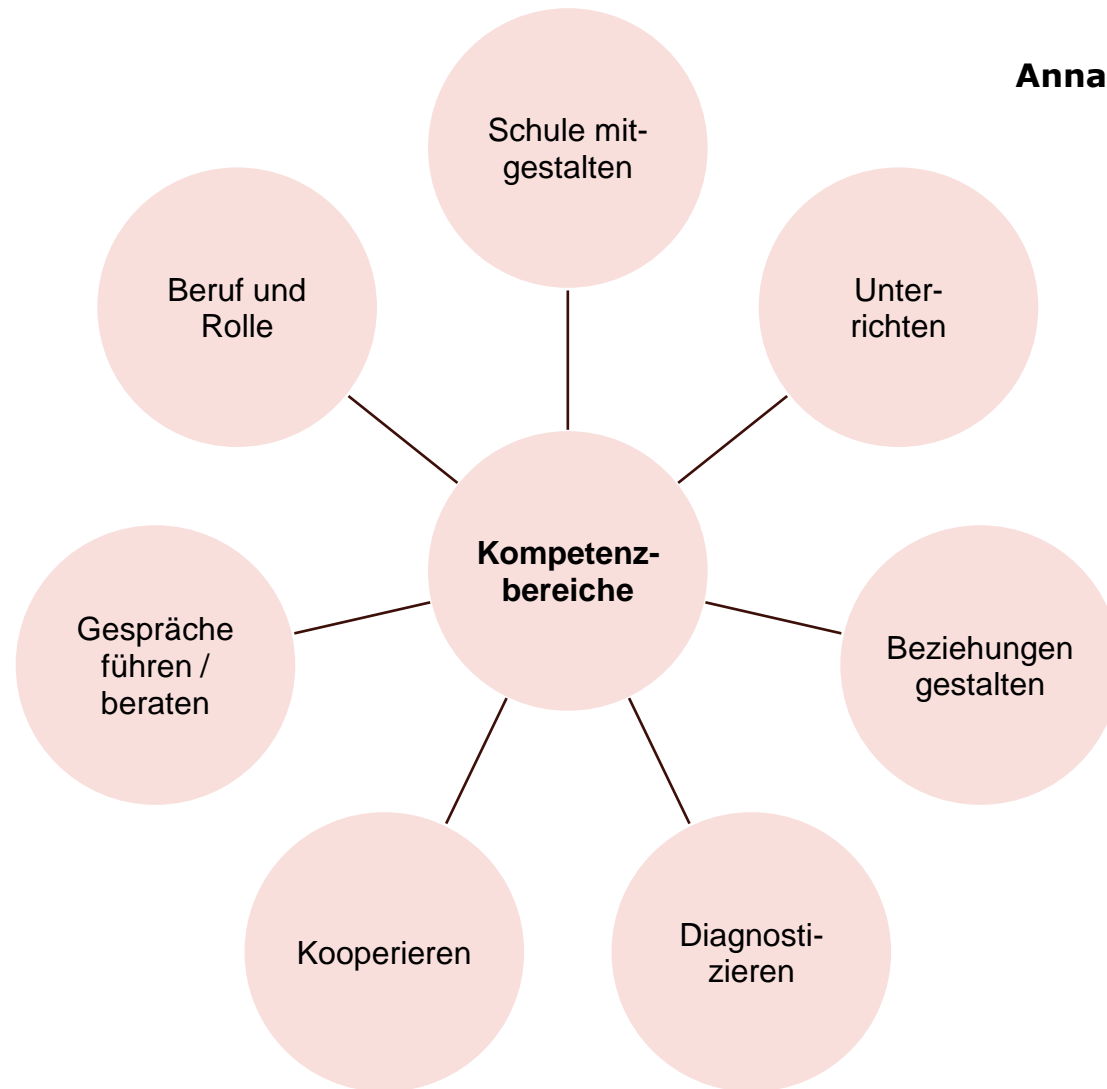 Anna
Schule mit-
gestalten
Beruf und
Rolle
Unter-
richten
Kompetenz-
bereiche
Gespräche
führen /
beraten
Beziehungen
gestalten
Kooperieren
Diagnosti-
zieren